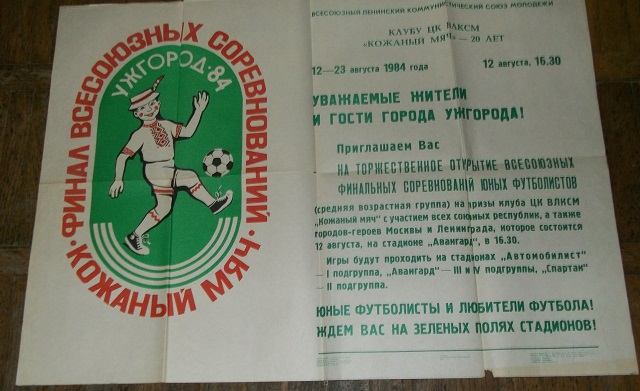 ФИНАЛ ВСЕСОЮЗНЫХ СОРЕВНОВАНИЙ
УЖГОРОД·84
·КОЖАНЫЙ МЯЧ·
ВСЕСОЮЗНЫЙ ЛЕНИНСКИЙ КОММУНИСТИЧЕСКИЙ СОЮЗ МОЛОДЕЖИ
КЛУБУ ЦК ВЛКСМ
„КОЖАНЫЙ МЯЧ“ — 20 ЛЕТ
12—23 августа 1984 года 12 августа, 16.30
УВАЖАЕМЫЕ ЖИТЕЛИ
И ГОСТИ ГОРОДА УЖГОРОДА!
Приглашаем Вас
НА ТОРЖЕСТВЕННОЕ ОТКРЫТИЕ ВСЕСОЮЗНЫХ
ФИНАЛЬНЫХ СОРЕВНОВАНИЙ ЮНЫХ ФУТБОЛИСТОВ
(средняя возрастная группа) на призы клуба ЦК ВЛКСМ
„Кожаный мяч“ с участием всех союзных республик, а также
городов-героев Москвы и Ленинграда, которое состоится
12 августа, на стадионе „Авангард“, в 16.30.
Игры будут проходить на стадионах „Автомобилист“
— I подгруппа, „Авангард“ — III и IV подгруппы, „Спартак“
— II подгруппа.
ЮНЫЕ ФУТБОЛИСТЫ И ЛЮБИТЕЛИ ФУТБОЛА!
ЖДЕМ ВАС НА ЗЕЛЕНЫХ ПОЛЯХ СТАДИОНОВ!